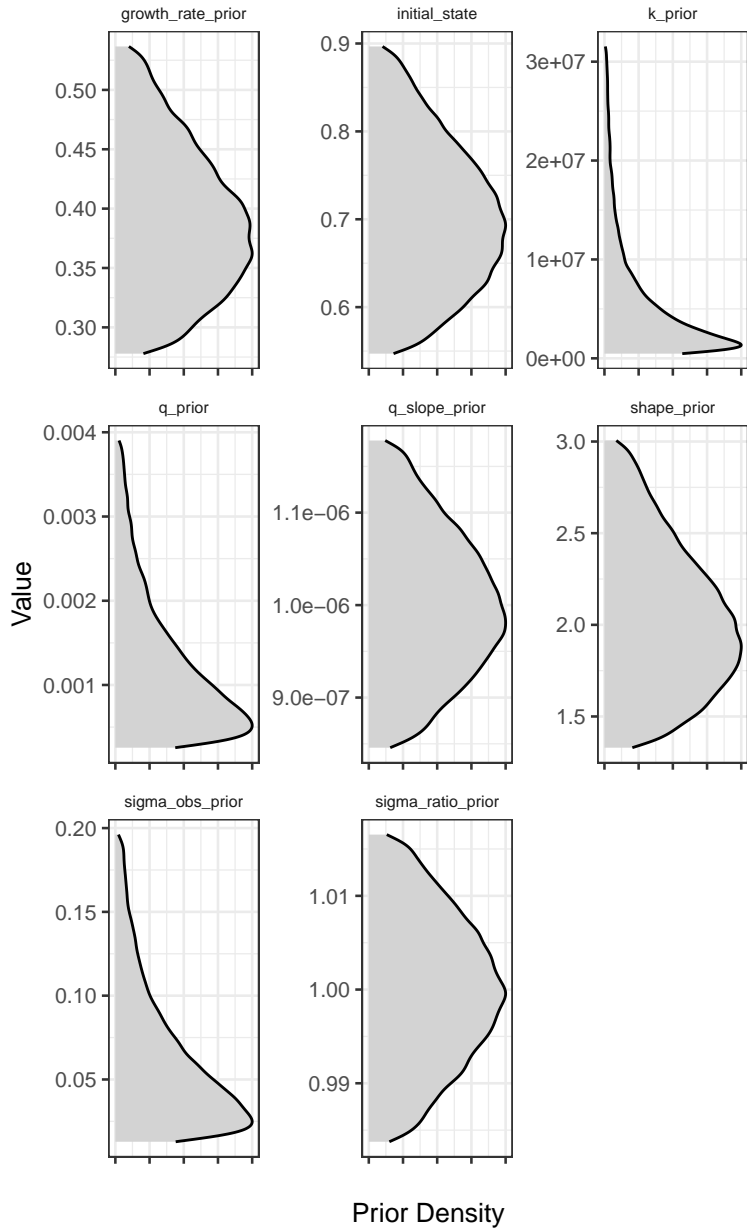 growth_rate_prior
0.50
0.45
0.40
0.35
0.30
initial_state
0.9
0.8
0.7
0.6
k_prior
3e+07
2e+07
1e+07
0e+00
q_prior
0.004
0.003
0.002
0.001
q_slope_prior
1.1e−06
1.0e−06
9.0e−07
shape_prior
3.0
2.5
2.0
1.5
sigma_obs_prior
0.20
0.15
0.10
0.05
sigma_ratio_prior
1.01
1.00
0.99
Value
Prior Density